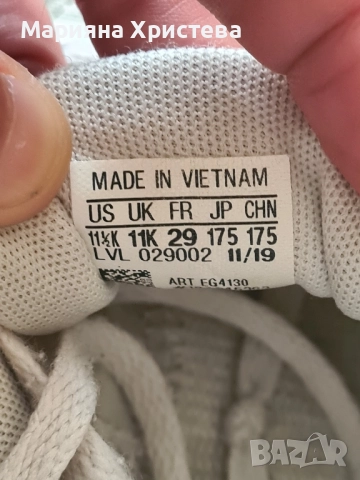 Марияна Христева
MADE IN VIETNAM
US UK FR JP CHN
11½K 11K 29 175 175
LVL 029002 11/19
ART EG4130
BAZAR